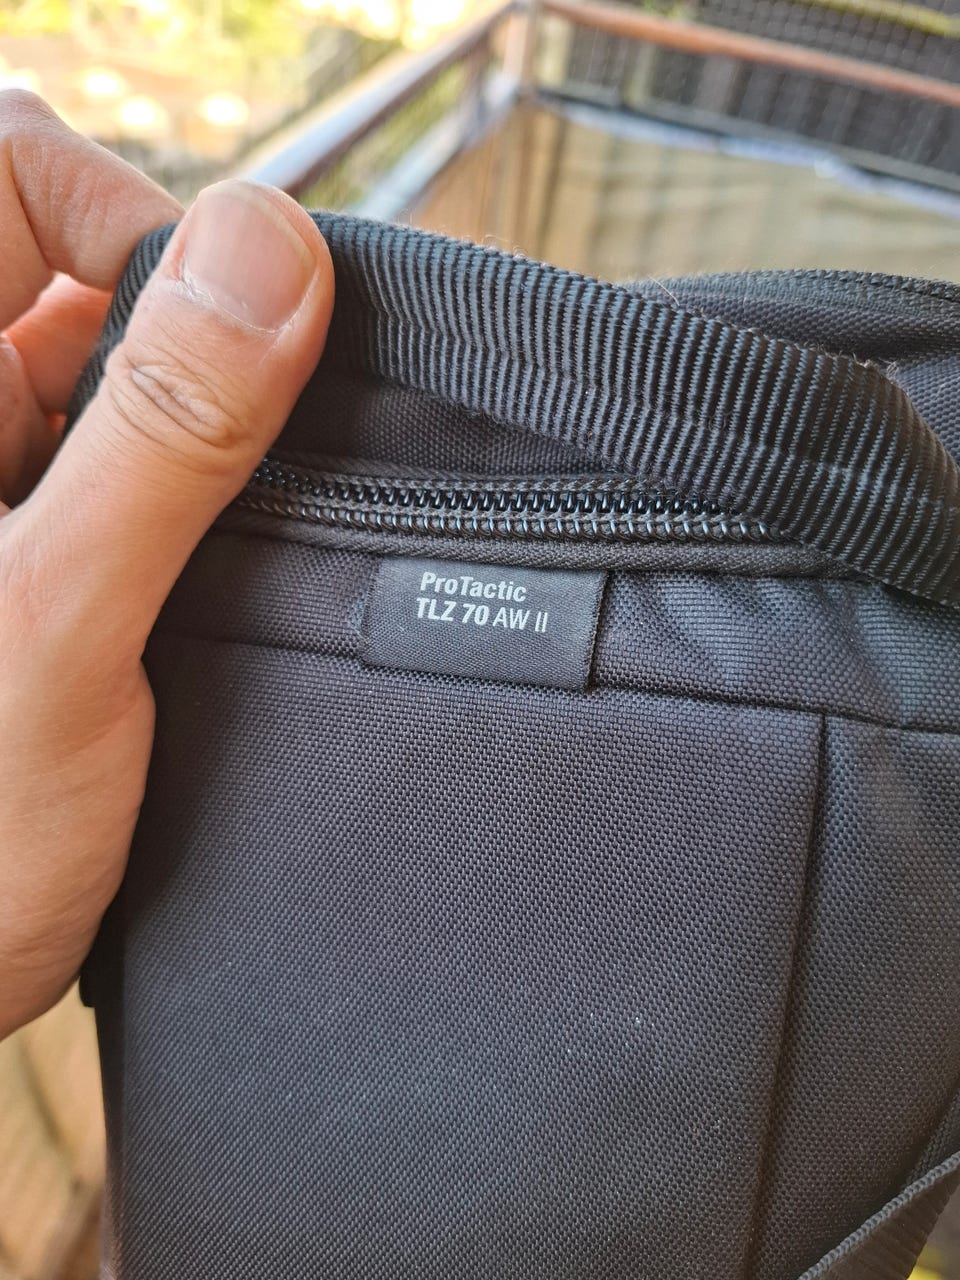 ProTactic
TLZ 70 AW II